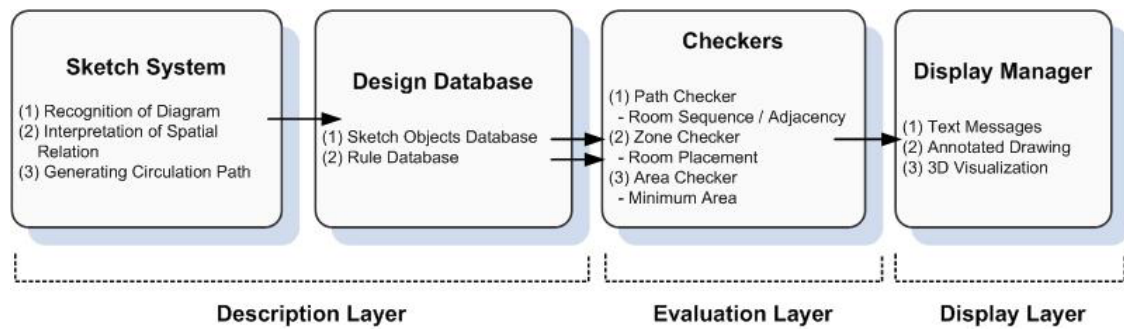 Sketch System
(1) Recognition of Diagram
(2) Interpretation of Spatial
Relation
(3) Generating Circulation Path
Design Database
(1) Sketch Objects Database
(2) Rule Database
Checkers
(1) Path Checker
- Room Sequence / Adjacency
(2) Zone Checker
- Room Placement
(3) Area Checker
- Minimum Area
Display Manager
(1) Text Messages
(2) Annotated Drawing
(3) 3D Visualization
Description Layer
Evaluation Layer
Display Layer